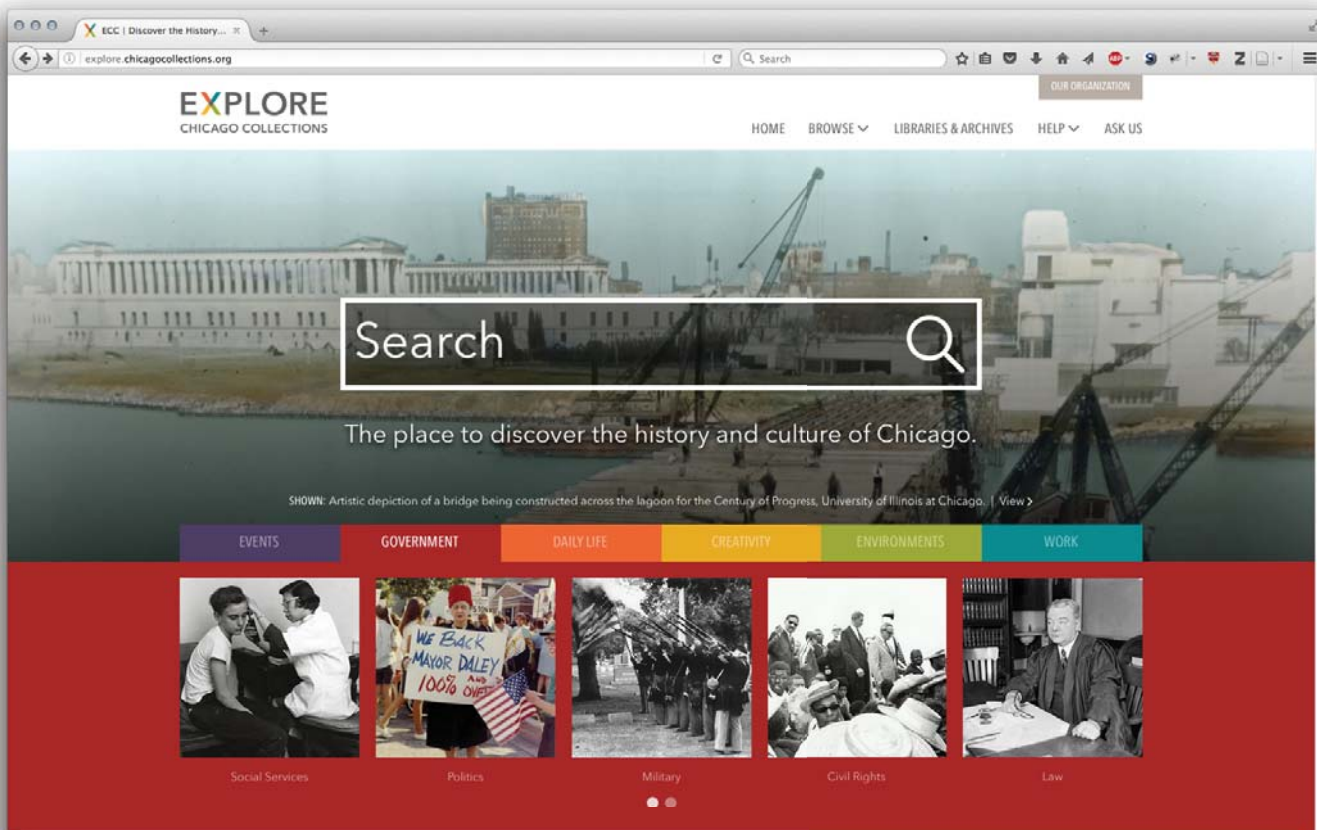 ECC | Discover the History...
explore.chicagocollections.org
Search
ABP
S
Z
OUR ORGANIZATION
EXPLORE
CHICAGO COLLECTIONS
HOME BROWSE LIBRARIES & ARCHIVES HELP ASK US
Search
The place to discover the history and culture of Chicago.
SHOWN: Artistic depiction of a bridge being constructed across the lagoon for the Century of Progress, University of Illinois at Chicago. | View >
EVENTS GOVERNMENT DAILY LIFE CREATIVITY ENVIRONMENTS WORK
WE BACK
MAYOR DALEY
100% AND
Social Services Politics Military Civil Rights Law